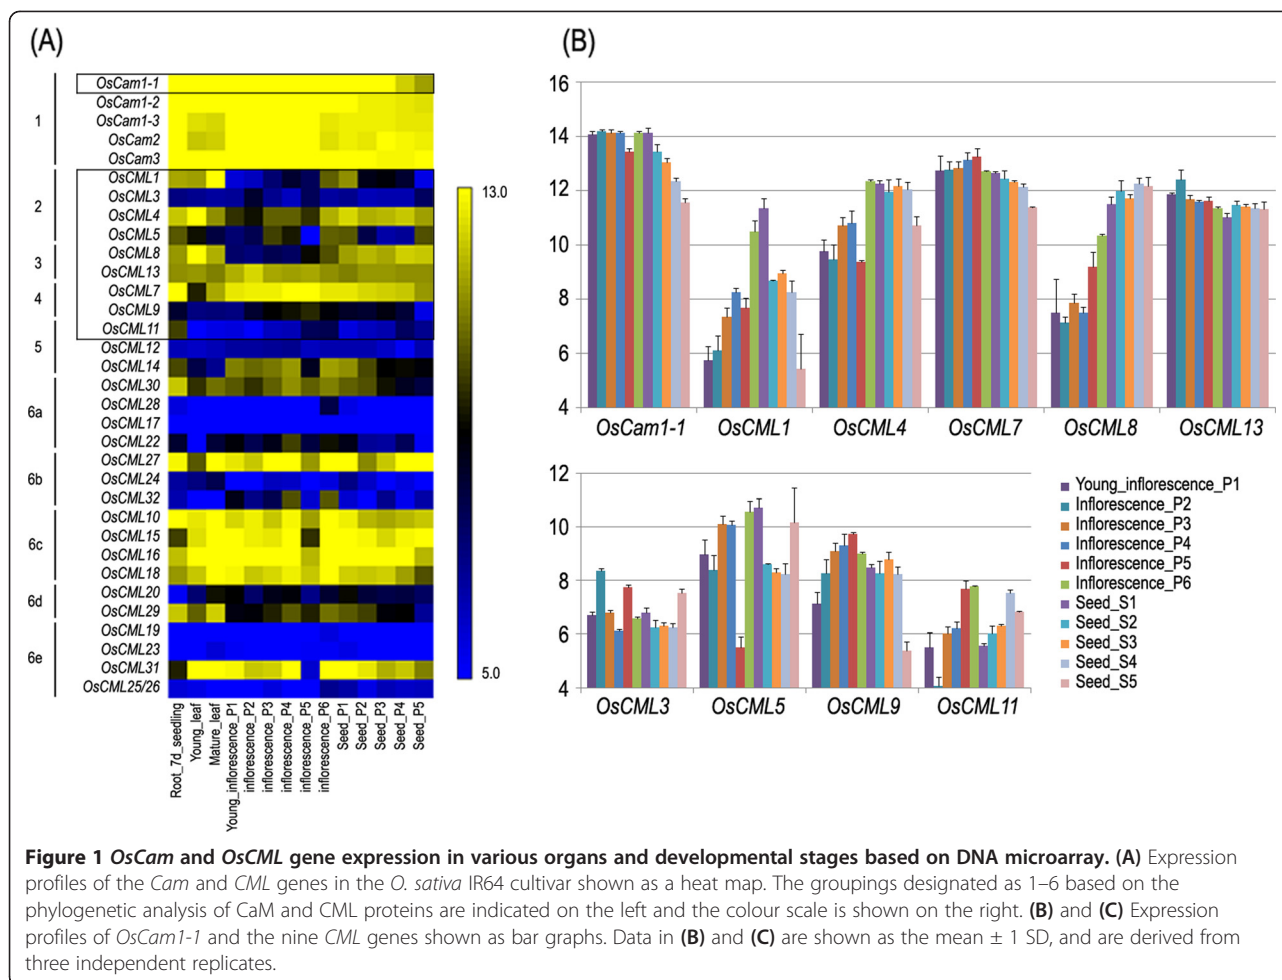 (A)
(B)
1
2
3
4
5
6a
6b
6c
6d
6e
OsCam1-1
OsCam1-2
OsCam1-3
OsCam2
OsCam3
OsCML1
OsCML3
OsCML4
OsCML5
OsCML8
OsCML13
OsCML7
OsCML9
OsCML11
OsCML12
OsCML14
OsCML30
OsCML28
OsCML17
OsCML22
OsCML27
OsCML24
OsCML32
OsCML10
OsCML15
OsCML16
OsCML18
OsCML20
OsCML29
OsCML19
OsCML23
OsCML31
OsCML25/26
Root_7d_seedling
Young_leaf
Mature_leaf
Young_inflorescence_P1
inflorescence_P2
inflorescence_P3
inflorescence_P4
inflorescence_P5
inflorescence_P6
Seed_P1
Seed_P2
Seed_P3
Seed_P4
Seed_P5
13.0
5.0
16
14
12
10
8
6
4
OsCam1-1 OsCML1 OsCML4 OsCML7 OsCML8 OsCML13
12
10
8
6
4
OsCML3 OsCML5 OsCML9 OsCML11
Young_inflorescence_P1
Inflorescence_P2
Inflorescence_P3
Inflorescence_P4
Inflorescence_P5
Inflorescence_P6
Seed_S1
Seed_S2
Seed_S3
Seed_S4
Seed_S5
Figure 1 OsCam and OsCML gene expression in various organs and developmental stages based on DNA microarray. (A) Expression
profiles of the Cam and CML genes in the O. sativa IR64 cultivar shown as a heat map. The groupings designated as 1–6 based on the
phylogenetic analysis of CaM and CML proteins are indicated on the left and the colour scale is shown on the right. (B) and (C) Expression
profiles of OsCam1-1 and the nine CML genes shown as bar graphs. Data in (B) and (C) are shown as the mean ± 1 SD, and are derived from
three independent replicates.